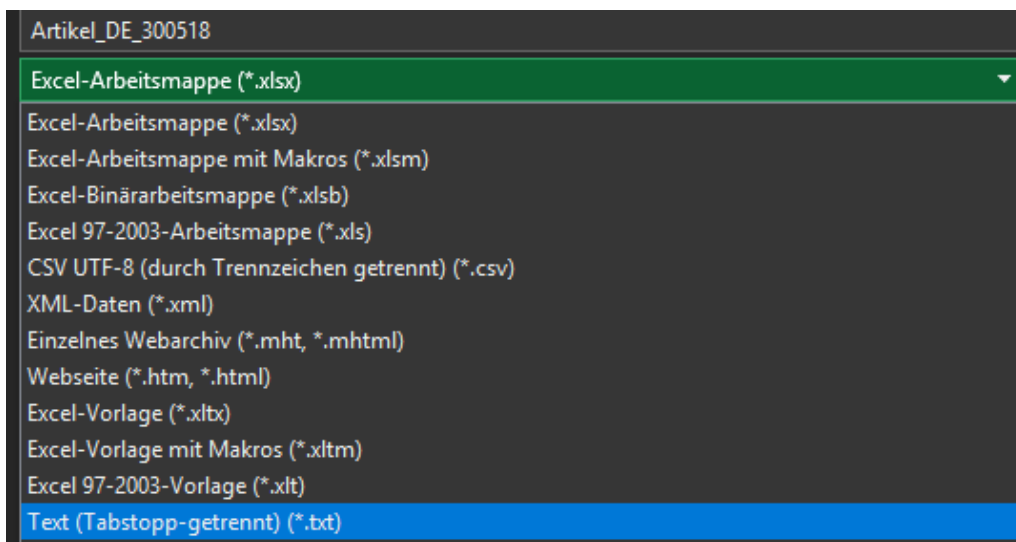 Artikel_DE_300518
Excel-Arbeitsmappe (*.xlsx)
Excel-Arbeitsmappe (*.xlsx)
Excel-Arbeitsmappe mit Makros (*.xlsm)
Excel-Binärarbeitsmappe (*.xlsb)
Excel 97-2003-Arbeitsmappe (*.xls)
CSV UTF-8 (durch Trennzeichen getrennt) (*.csv)
XML-Daten (*.xml)
Einzelnes Webarchiv (*.mht, *.mhtml)
Webseite (*.htm, *.html)
Excel-Vorlage (*.xltx)
Excel-Vorlage mit Makros (*.xltm)
Excel 97-2003-Vorlage (*.xlt)
Text (Tabstopp-getrennt) (*.txt)